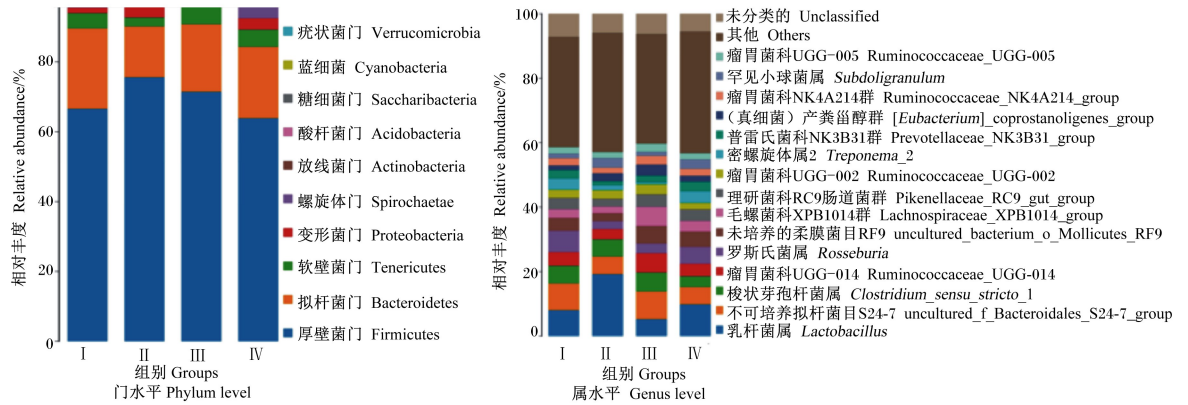 相对丰度 Relative abundance/%
80
60
40
20
0
I II III IV
组别 Groups
门水平 Phylum level
疣状菌门 Verrucomicrobia
蓝细菌 Cyanobacteria
糖细菌门 Saccharibacteria
酸杆菌门 Acidobacteria
放线菌门 Actinobacteria
螺旋体门 Spirochaetae
变形菌门 Proteobacteria
软壁菌门 Tenericutes
拟杆菌门 Bacteroidetes
厚壁菌门 Firmicutes
相对丰度 Relative abundance/%
100
80
60
40
20
0
I II III IV
组别 Groups
属水平 Genus level
未分类的 Unclassified
其他 Others
瘤胃菌科UGG-005 Ruminococcaceae_UGG-005
罕见小球菌属 Subdoligranulum
瘤胃菌科NK4A214群 Ruminococcaceae_NK4A214_group
（真细菌）产粪甾醇群 [Eubacterium]_coprostanoligenes_group
普雷氏菌科NK3B31群 Prevotellaceae_NK3B31_group
密螺旋体属2 Treponema_2
瘤胃菌科UGG-002 Ruminococcaceae_UGG-002
理研菌科RC9肠道菌群 Pikenellaceae_RC9_gut_group
毛螺菌科XPB1014群 Lachnospiraceae_XPB1014_group
未培养的柔膜菌目RF9 uncultured_bacterium_o_Mollicutes_RF9
罗斯氏菌属 Rosseburia
瘤胃菌科UGG-014 Ruminococcaceae_UGG-014
梭状芽孢杆菌属 Clostridium_sensu_stricto_1
不可培养拟杆菌目S24-7 uncultured_f_Bacteroidales_S24-7_group
乳杆菌属 Lactobacillus